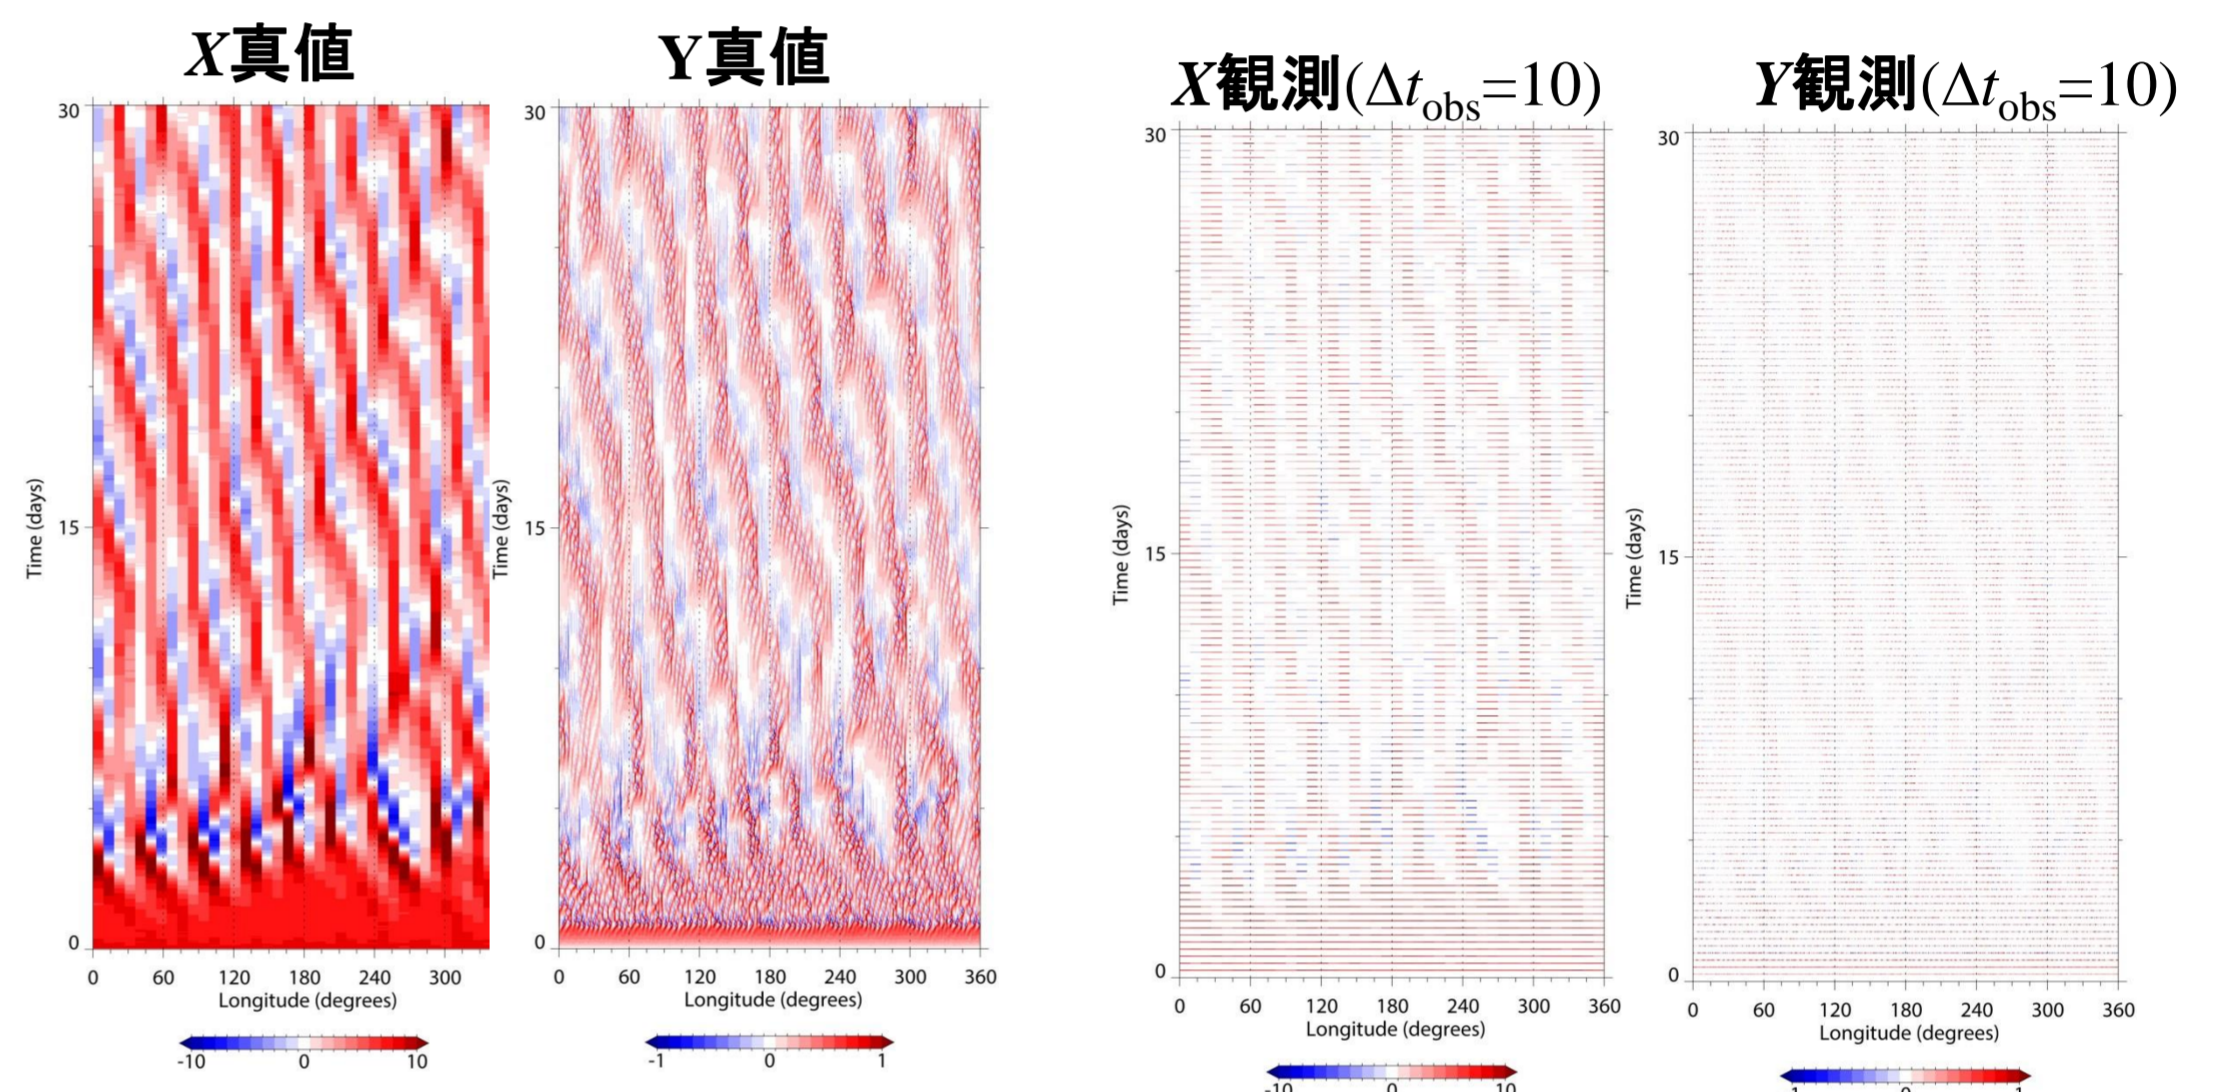 X真値
30
15
0
Time (days)
0 60 120 180 240 300
Longitude (degrees)
-10 0 10
Y真値
30
15
0
Time (days)
0 60 120 180 240 300 360
Longitude (degrees)
-1 0 1
X観測(Δtobs=10)
30
15
0
Time (days)
0 60 120 180 240 300 360
Longitude (degrees)
-10 0 10
Y観測(Δtobs=10)
30
15
0
Time (days)
0 60 120 180 240 300 360
Longitude (degrees)